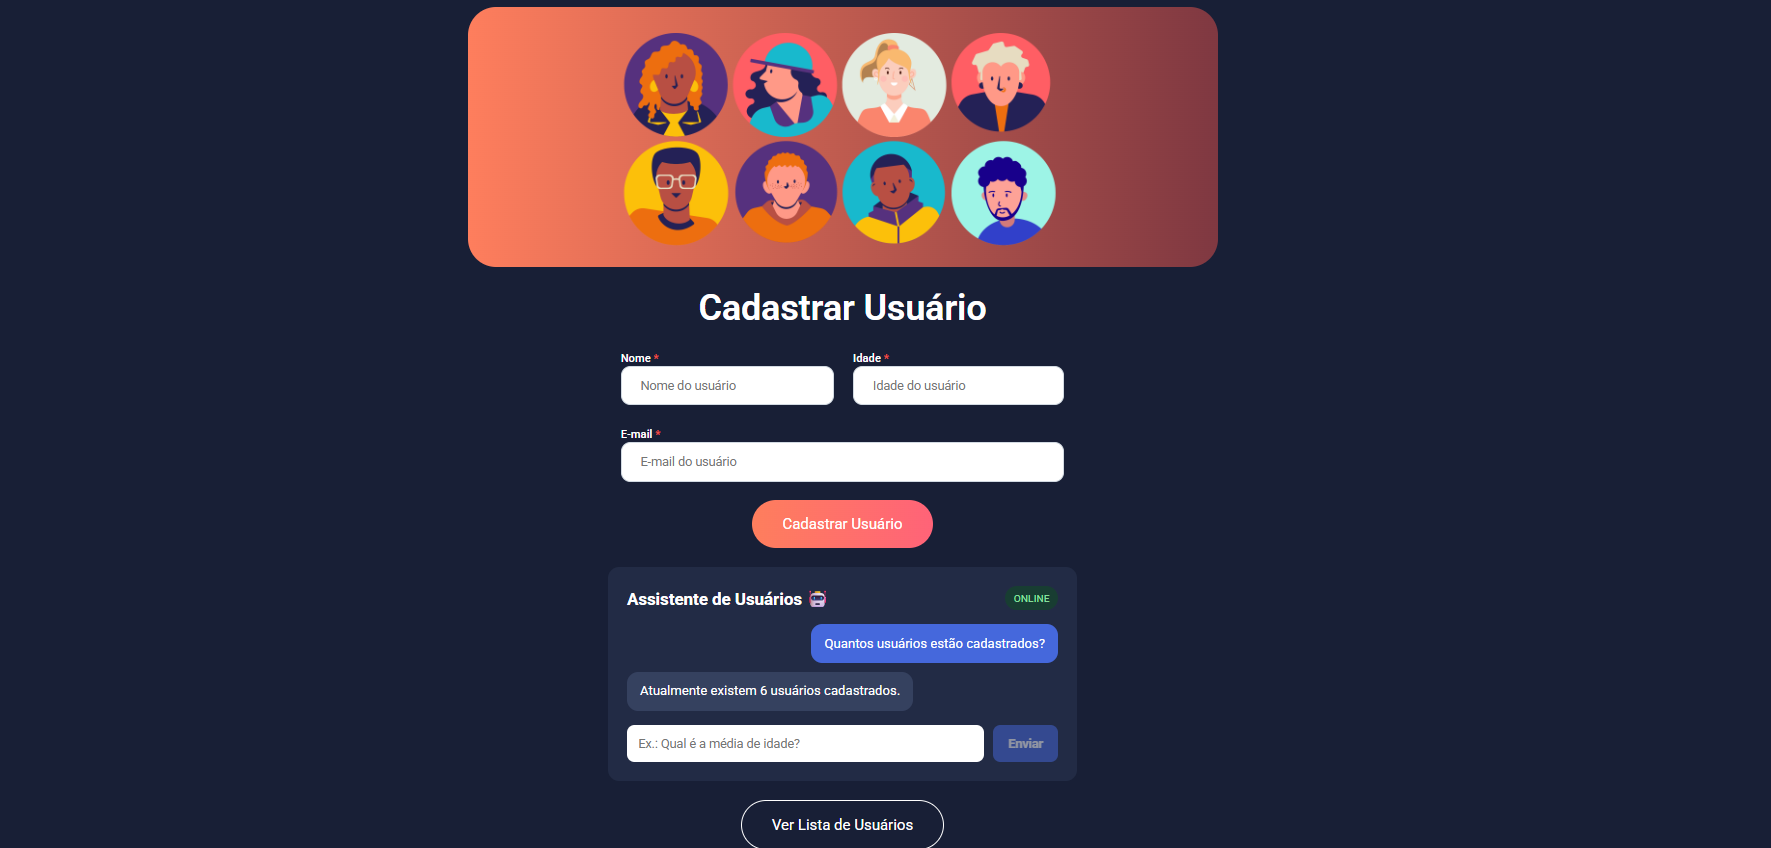 Cadastrar Usuário
Nome *
Idade *
Nome do usuário
Idade do usuário
E-mail *
E-mail do usuário
Cadastrar Usuário
Assistente de Usuários
ONLINE
Quantos usuários estão cadastrados?
Atualmente existem 6 usuários cadastrados.
Ex.: Qual é a média de idade?
Enviar
Ver Lista de Usuários